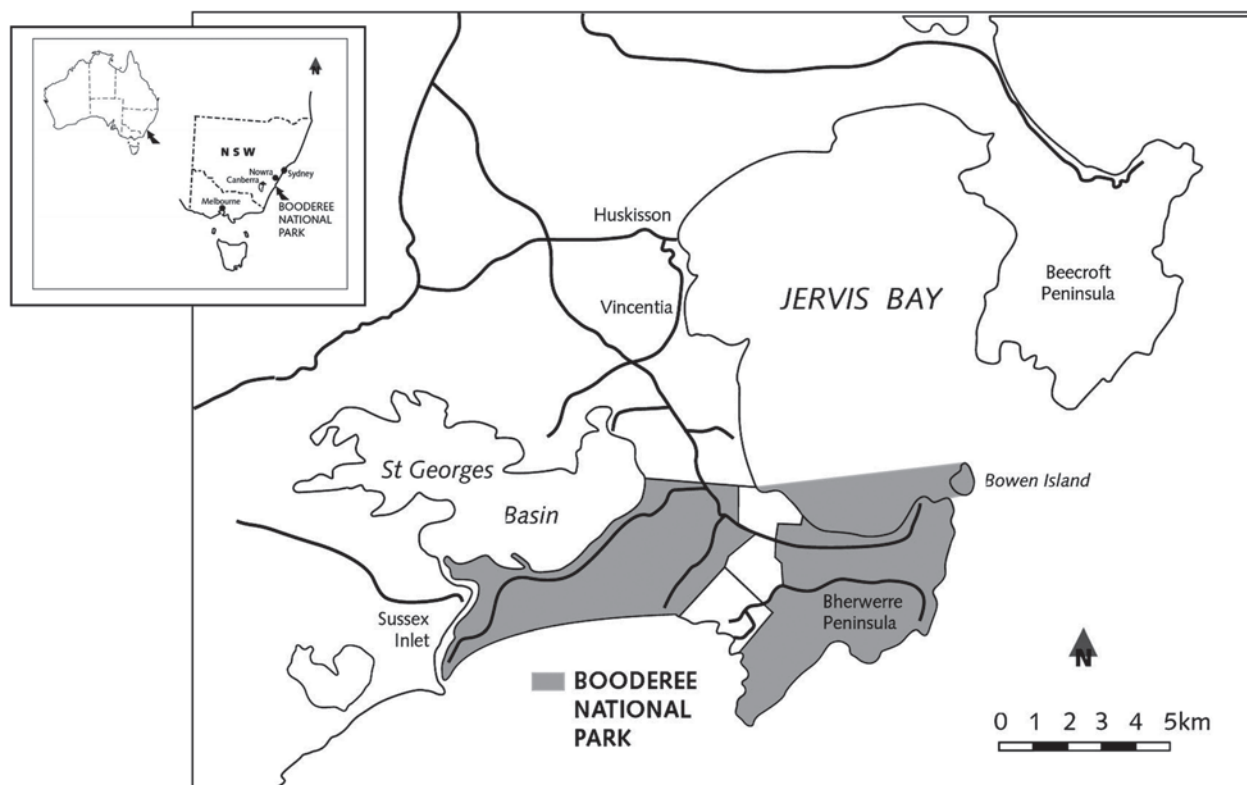 N
N S W
Nowra
Sydney
Canberra
Melbourne
BOODEREE
NATIONAL
PARK
Huskisson
Vincentia
JERVIS BAY
Beecroft
Peninsula
St Georges
Basin
Bowen Island
Sussex
Inlet
Bherwerre
Peninsula
N
BOODEREE
NATIONAL
PARK
0 1 2 3 4 5km